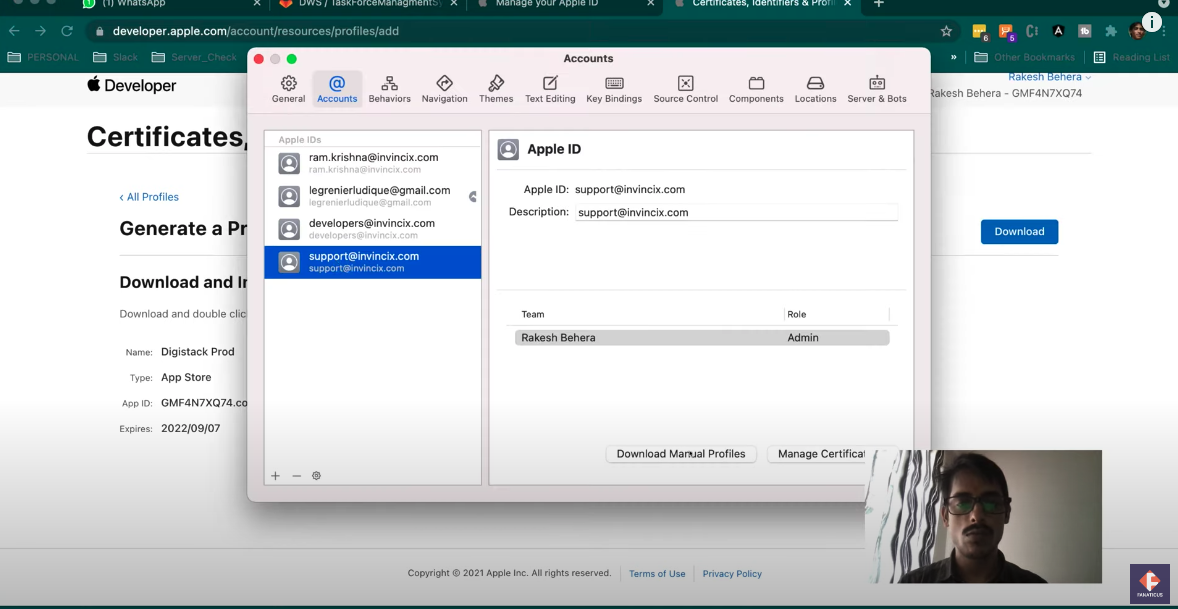 (1) WhatsApp
DWS / TaskForceManagmentSy
Manage your Apple ID
Certificates, Identifiers & Profil
developer.apple.com/account/resources/profiles/add
6
5
PERSONAL
Slack
Server_Check
Other Bookmarks
Reading List
Accounts
General
Accounts
Behaviors
Navigation
Themes
Text Editing
Key Bindings
Source Control
Components
Locations
Server & Bots
Developer
Rakesh Behera
Rakesh Behera - GMF4N7XQ74
Certificates,
Apple IDs
ram.krishna@invincix.com
ram.krishna@invincix.com
legrenierludique@gmail.com
legrenierludique@gmail.com
developers@invincix.com
developers@invincix.com
support@invincix.com
support@invincix.com
Apple ID
Apple ID: support@invincix.com
Description: support@invincix.com
Team Role
Rakesh Behera Admin
Download Manual Profiles
Manage Certificat
‹ All Profiles
Generate a Pr
Download
Download and In
Download and double clic
Name: Digistack Prod
Type: App Store
App ID: GMF4N7XQ74.co
Expires: 2022/09/07
Copyright © 2021 Apple Inc. All rights reserved.
Terms of Use
Privacy Policy
FANATICUS